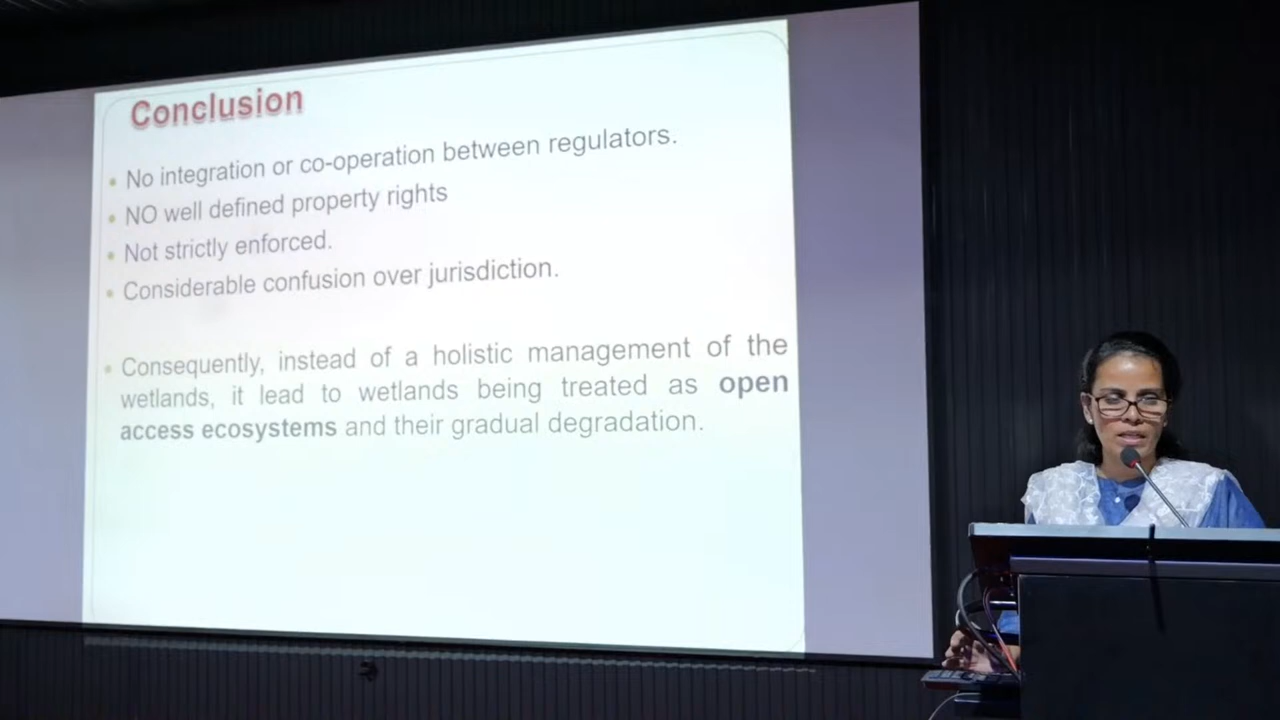 Conclusion
• No integration or co-operation between regulators.
• NO well defined property rights
• Not strictly enforced.
• Considerable confusion over jurisdiction.
• Consequently, instead of a holistic management of the
wetlands, it lead to wetlands being treated as open
access ecosystems and their gradual degradation.